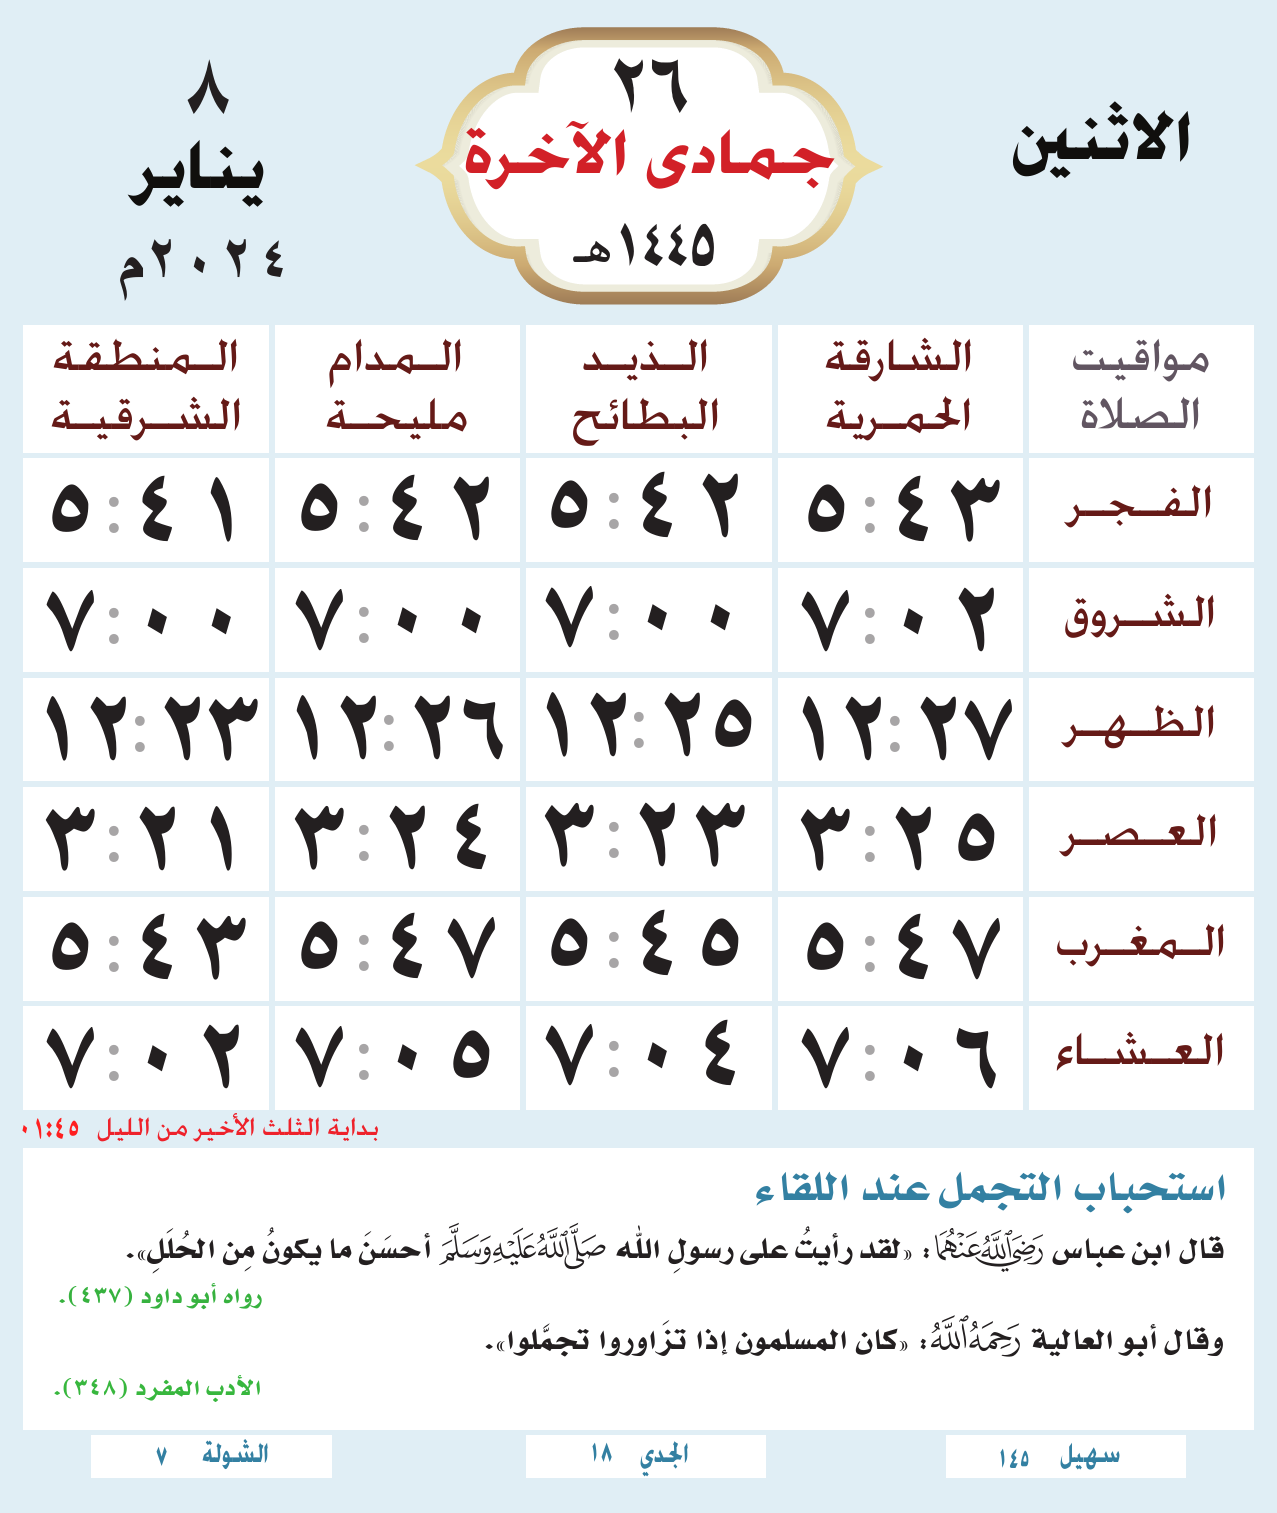 الاثنين
٢٦
جمادى الآخرة
١٤٤٥هـ
٨
يناير
٢٠٢٤م
مواقيت الصلاة
الشارقة الحمرية
الذيد البطائح
المدام مليحة
المنطقة الشرقية
الفجر ٥:٤٣ ٥:٤٢ ٥:٤٢ ٥:٤١
الشروق ٧:٠٢ ٧:٠٠ ٧:٠٠ ٧:٠٠
الظهر ١٢:٢٧ ١٢:٢٥ ١٢:٢٦ ١٢:٢٣
العصر ٣:٢٥ ٣:٢٣ ٣:٢٤ ٣:٢١
المغرب ٥:٤٧ ٥:٤٥ ٥:٤٧ ٥:٤٣
العشاء ٧:٠٦ ٧:٠٤ ٧:٠٥ ٧:٠٢
بداية الثلث الأخير من الليل ٠١:٤٥
استحباب التجمل عند اللقاء
قال ابن عباس رَضِيَ اللَّهُ عَنْهُمَا: «لقد رأيتُ على رسولِ الله صَلَّى اللَّهُ عَلَيْهِ وَسَلَّمَ أحسَنَ ما يكونُ مِن الحُلَلِ».
رواه أبو داود (٤٣٧).
وقال أبو العالية رَحِمَهُ اللَّهُ: «كان المسلمون إذا تزَاوروا تجمَّلوا».
الأدب المفرد (٣٤٨).
سهيل ١٤٥
الجدي ١٨
الشولة ٧